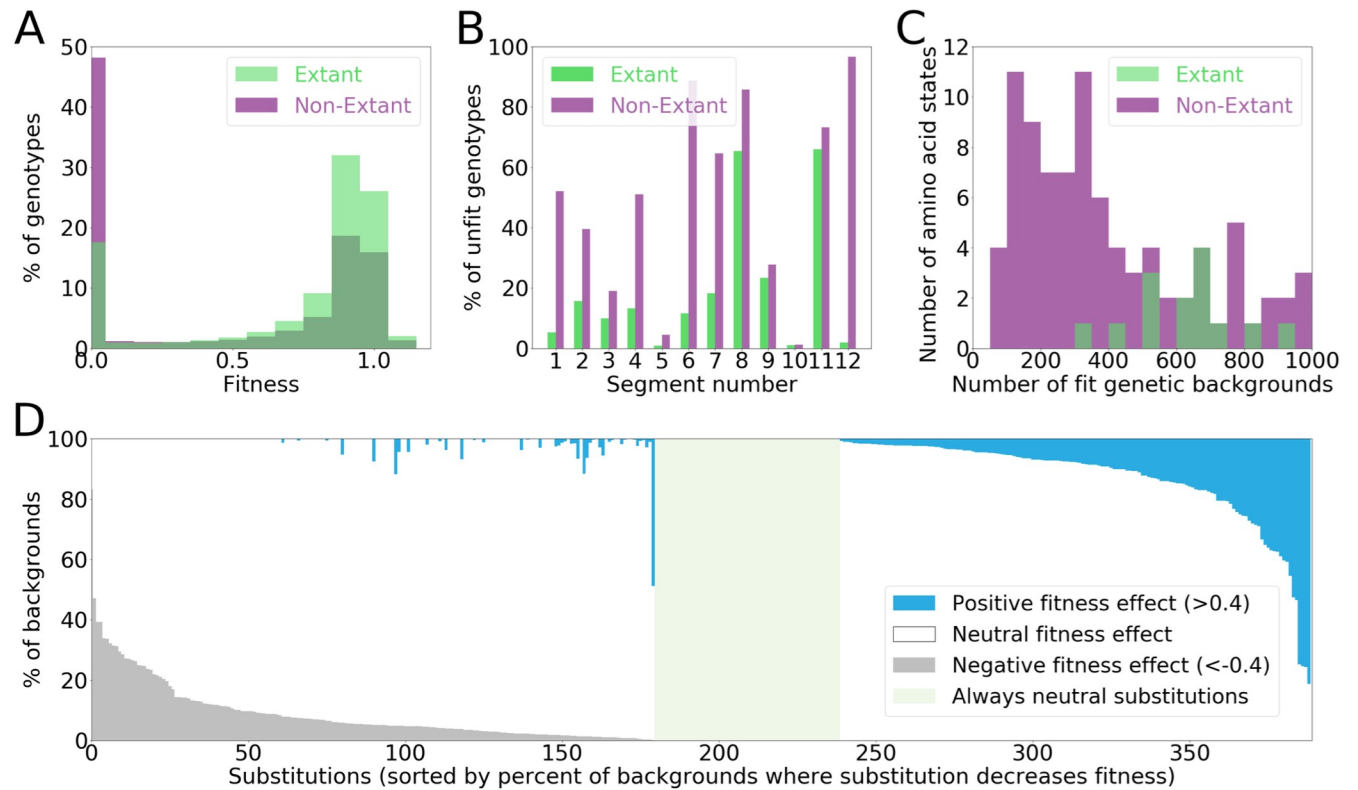 A
50
40
30
20
10
0
0.0
0.5
1.0
% of genotypes
Fitness
Extant
Non-Extant
B
100
80
60
40
20
0
1 2 3 4 5 6 7 8 9 10 11 12
% of unfit genotypes
Segment number
Extant
Non-Extant
C
12
10
8
6
4
2
0
200 400 600 800 1000
Number of amino acid states
Number of fit genetic backgrounds
Extant
Non-Extant
D
100
80
60
40
20
0
0 50 100 150 200 250 300 350
% of backgrounds
Substitutions (sorted by percent of backgrounds where substitution decreases fitness)
Positive fitness effect (>0.4)
Neutral fitness effect
Negative fitness effect (<-0.4)
Always neutral substitutions